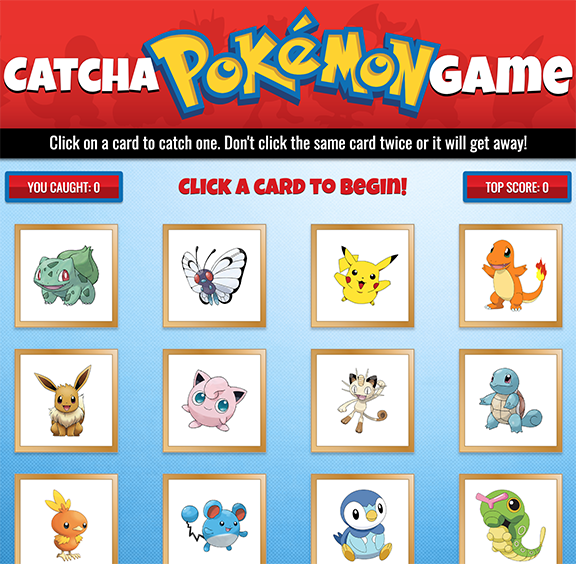 CATCHA POKéMON GAME
Click on a card to catch one. Don't click the same card twice or it will get away!
YOU CAUGHT: 0
CLICK A CARD TO BEGIN!
TOP SCORE: 0